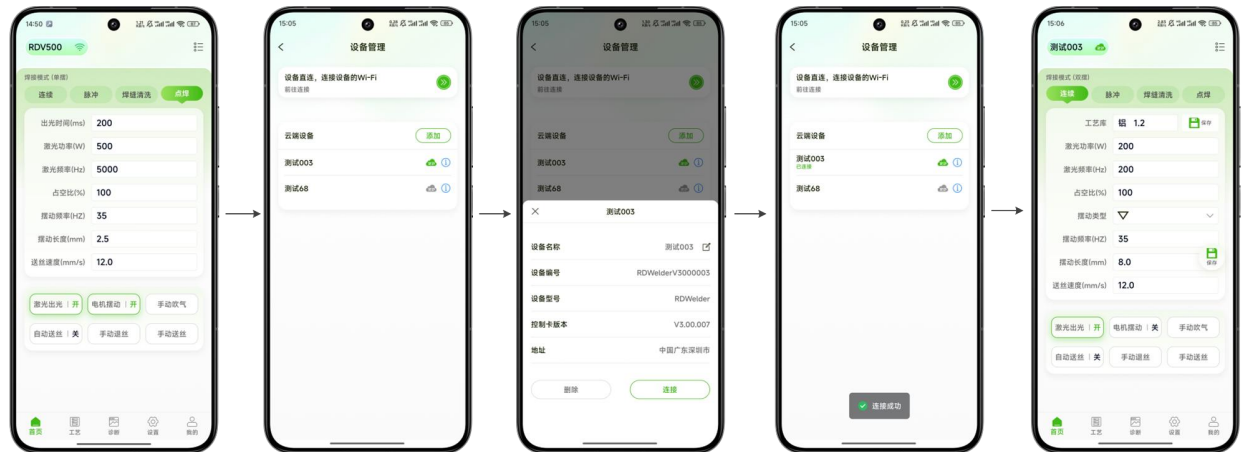 14:50
RDV500
焊接模式 (单摆)
连续 脉冲 焊缝清洗 点焊
出光时间(ms) 200
激光功率(W) 500
激光频率(Hz) 5000
占空比(%) 100
摆动频率(HZ) 35
摆动长度(mm) 2.5
送丝速度(mm/s) 12.0
激光出光 | 开 电机摆动 | 开 手动吹气
自动送丝 | 关 手动退丝 手动送丝
首页 工艺 诊断 设置 我的
15:05
设备管理
设备直连，连接设备的Wi-Fi
前往连接
云端设备 添加
测试003
测试68
15:05
设备管理
设备直连，连接设备的Wi-Fi
前往连接
云端设备 添加
测试003
测试68
测试003
设备名称 测试003
设备编号 RDWelderV3000003
设备型号 RDWelder
控制卡版本 V3.00.007
地址 中国广东深圳市
删除 连接
15:05
设备管理
设备直连，连接设备的Wi-Fi
前往连接
云端设备 添加
测试003
已连接
测试68
连接成功
15:06
测试003
焊接模式 (双摆)
连续 脉冲 焊缝清洗 点焊
工艺库 铝 1.2 保存
激光功率(W) 200
激光频率(Hz) 200
占空比(%) 100
摆动类型
摆动频率(HZ) 35
摆动长度(mm) 8.0
保存
送丝速度(mm/s) 12.0
激光出光 | 开 电机摆动 | 关 手动吹气
自动送丝 | 关 手动退丝 手动送丝
首页 工艺 诊断 设置 我的